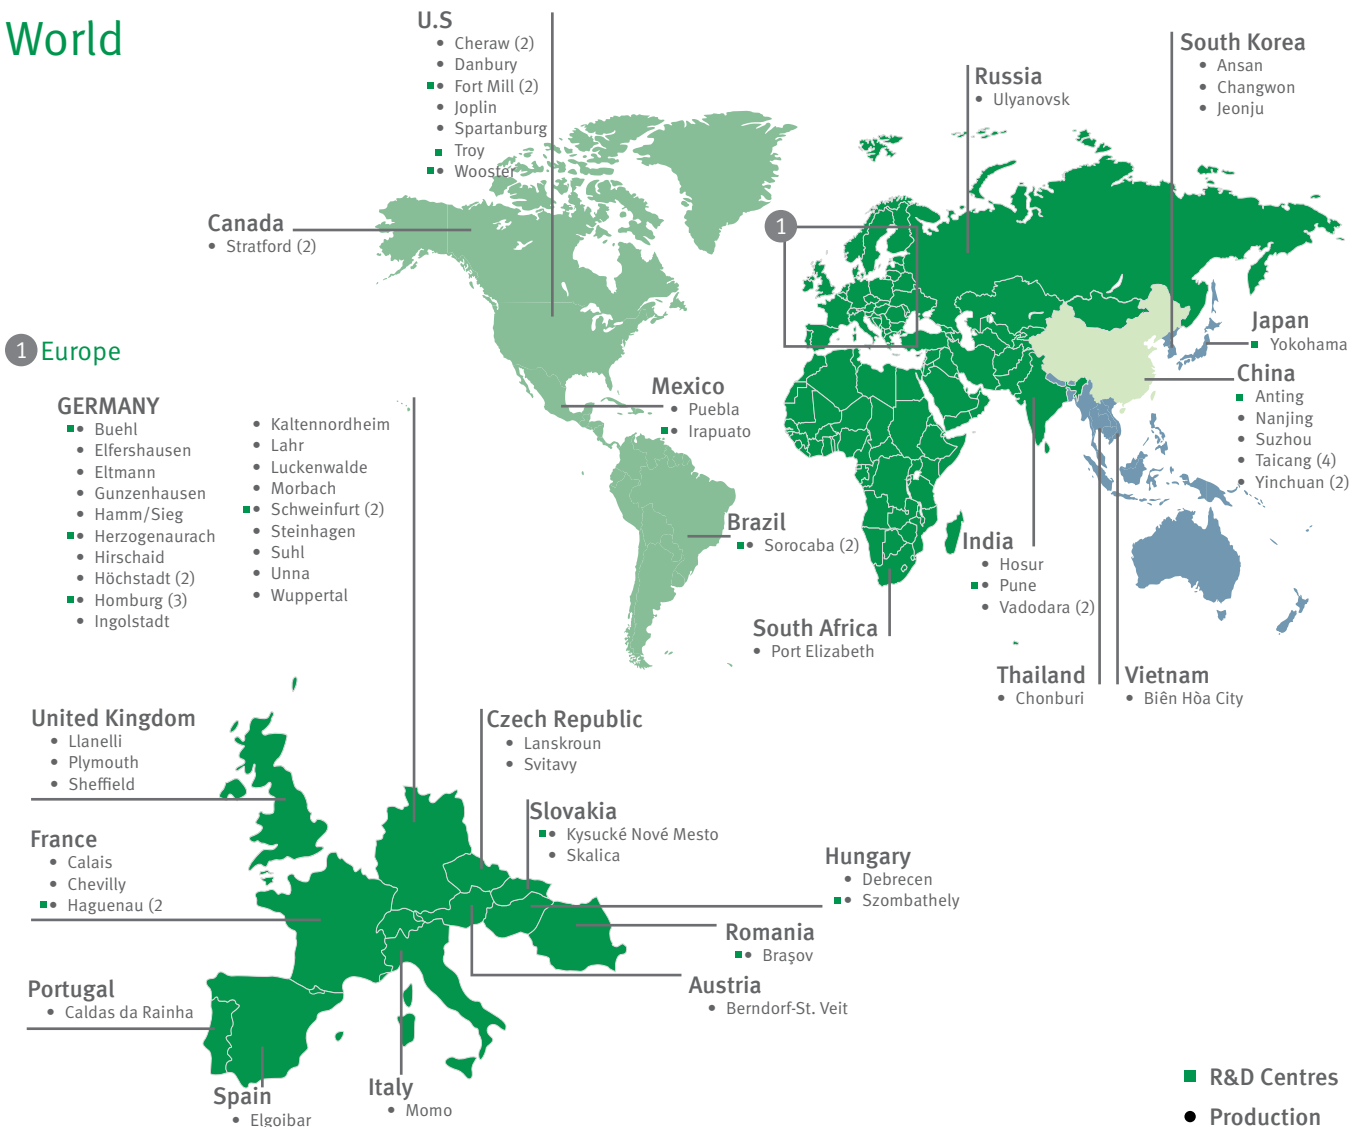 World
U.S
Cheraw (2)
Danbury
Fort Mill (2)
Joplin
Spartanburg
Troy
Wooster
Canada
Stratford (2)
Russia
Ulyanovsk
South Korea
Ansan
Changwon
Jeonju
1
Japan
Yokohama
China
Anting
Nanjing
Suzhou
Taicang (4)
Yinchuan (2)
Mexico
Puebla
Irapuato
Brazil
Sorocaba (2)
India
Hosur
Pune
Vadodara (2)
South Africa
Port Elizabeth
Thailand
Chonburi
Vietnam
Biên Hòa City
1 Europe
GERMANY
Buehl
Elfershausen
Eltmann
Gunzenhausen
Hamm/Sieg
Herzogenaurach
Hirschaid
Höchstadt (2)
Homburg (3)
Ingolstadt
Kaltennordheim
Lahr
Luckenwalde
Morbach
Schweinfurt (2)
Steinhagen
Suhl
Unna
Wuppertal
United Kingdom
Llanelli
Plymouth
Sheffield
France
Calais
Chevilly
Haguenau (2
Portugal
Caldas da Rainha
Spain
Elgoibar
Italy
Momo
Czech Republic
Lanskroun
Svitavy
Slovakia
Kysucké Nové Mesto
Skalica
Hungary
Debrecen
Szombathely
Romania
Braşov
Austria
Berndorf-St. Veit
R&D Centres
Production